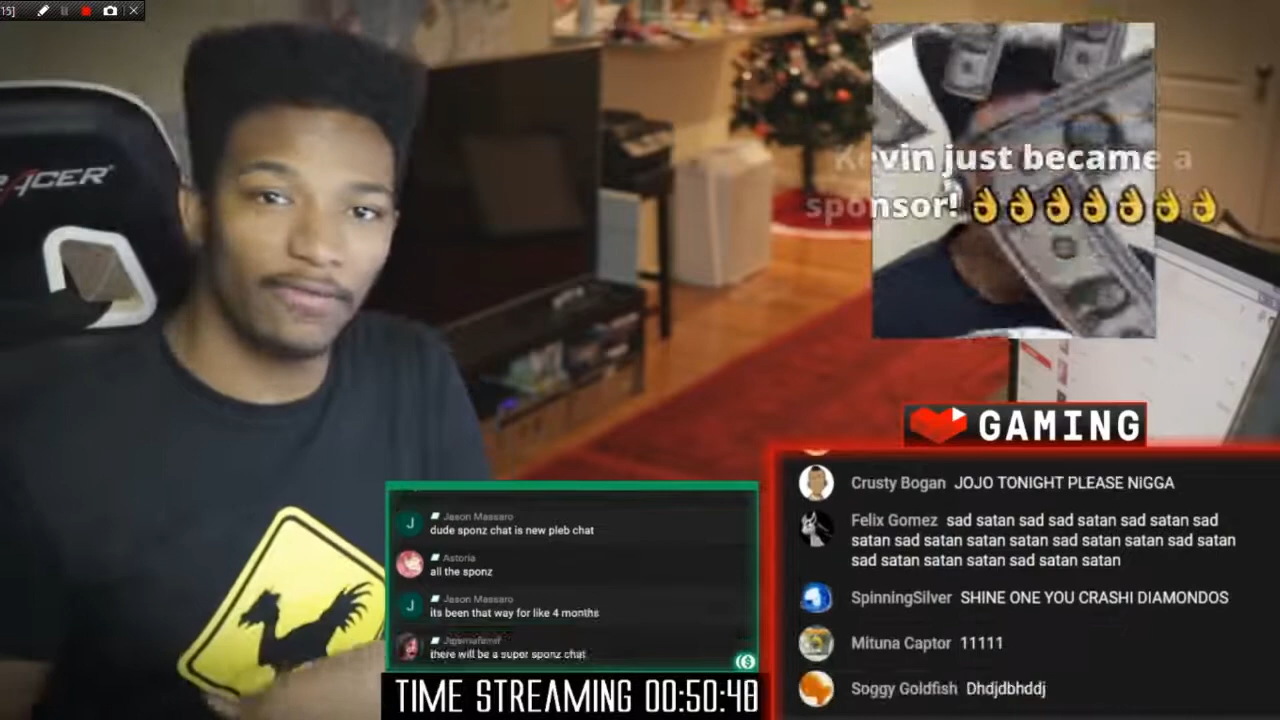 15]
RACER
Kevin just became a
sponsor! 👌👌👌👌👌👌👌
GAMING
Jason Massaro
dude sponz chat is new pleb chat
Astoria
all the sponz
Jason Massaro
its been that way for like 4 months
there will be a super sponz chat
TIME STREAMING 00:50:48
Crusty Bogan JOJO TONIGHT PLEASE NIGGA
Felix Gomez sad satan sad sad satan sad satan sad
satan sad satan satan sad satan satan sad satan
sad satan satan satan sad satan satan
SpinningSilver SHINE ONE YOU CRASHI DIAMONDOS
Mituna Captor 11111
Soggy Goldfish Dhdjdbhddj